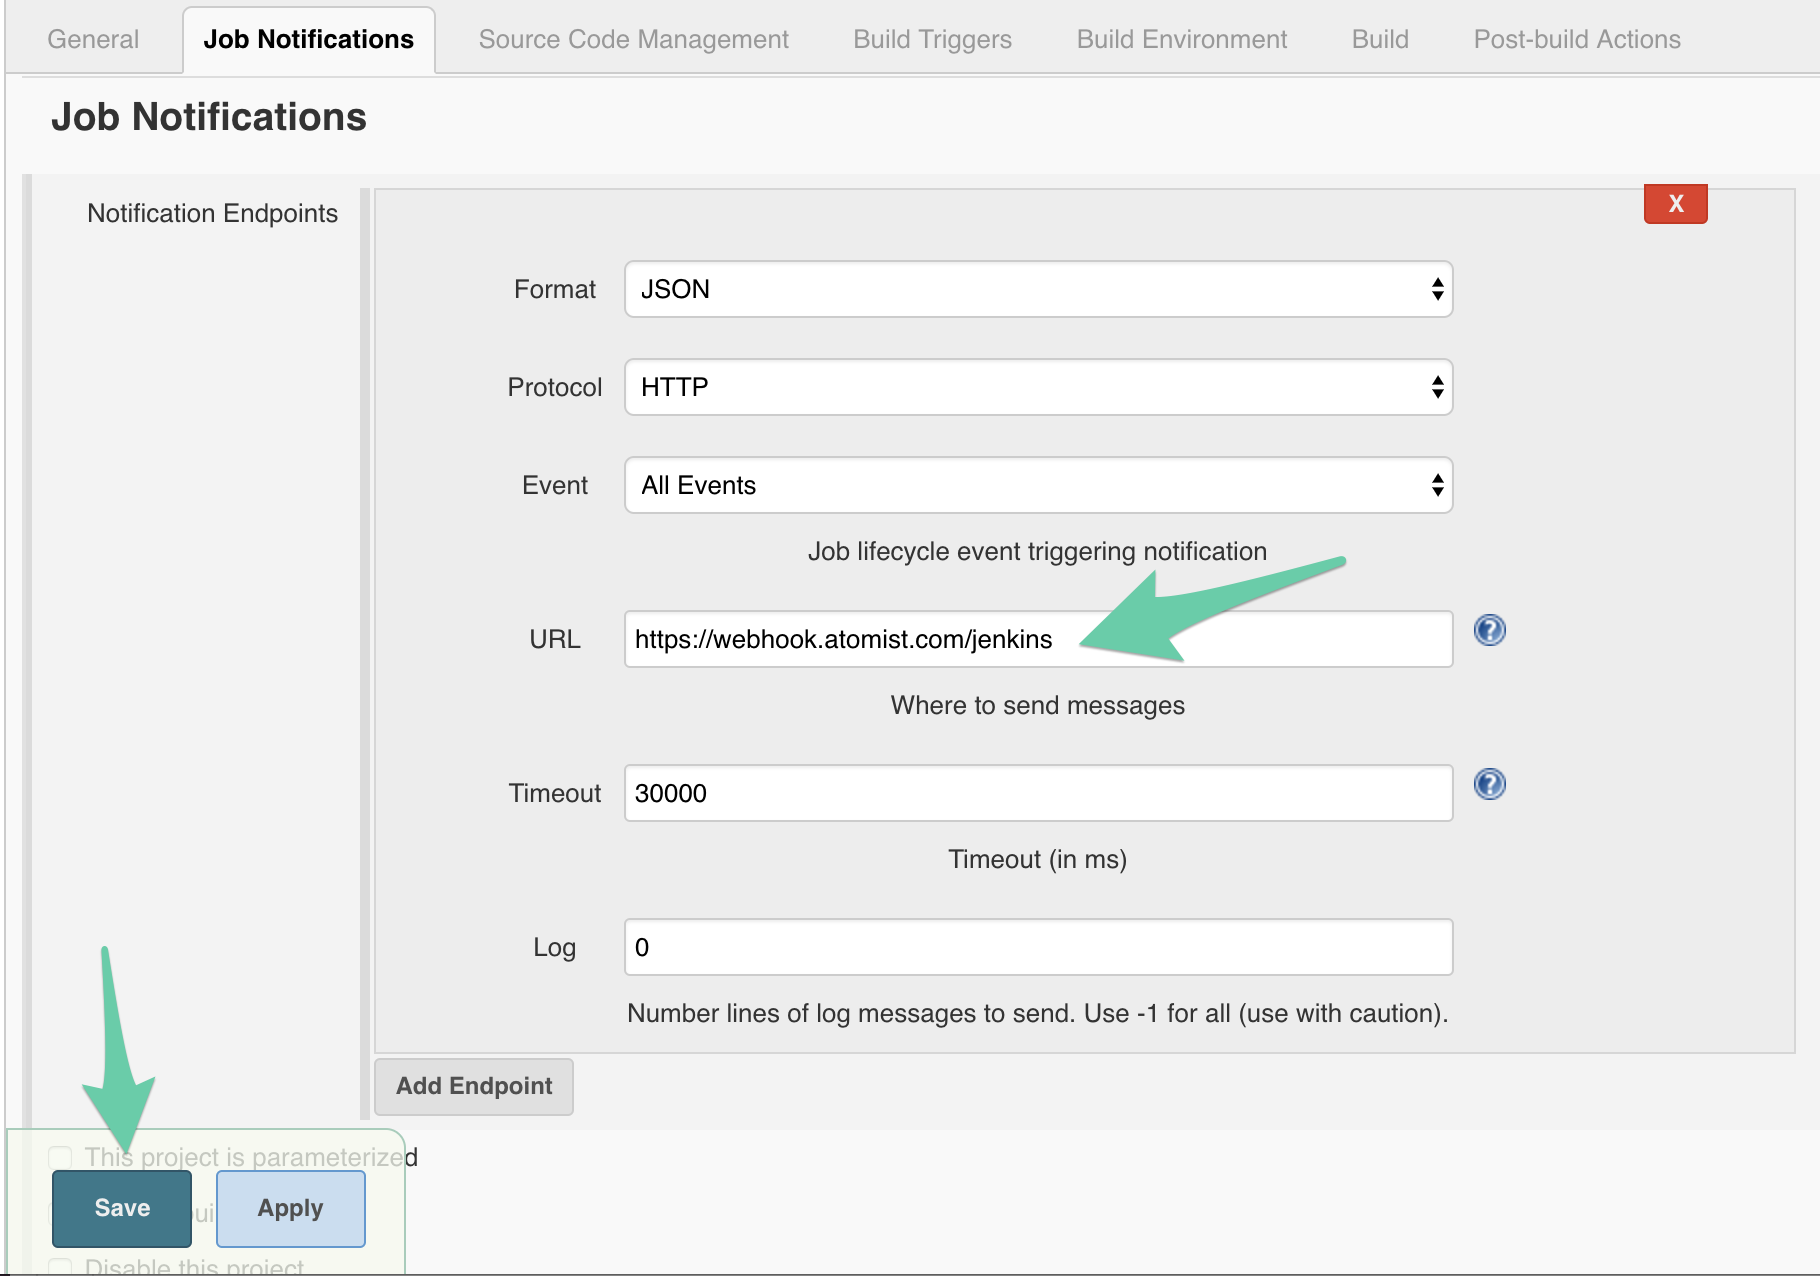 General Job Notifications Source Code Management Build Triggers Build Environment Build Post-build Actions
Job Notifications
Notification Endpoints
X
Format JSON
Protocol HTTP
Event All Events
Job lifecycle event triggering notification
URL https://webhook.atomist.com/jenkins ?
Where to send messages
Timeout 30000 ?
Timeout (in ms)
Log 0
Number lines of log messages to send. Use -1 for all (use with caution).
Add Endpoint
This project is parameterized
Save Apply
Disable this project